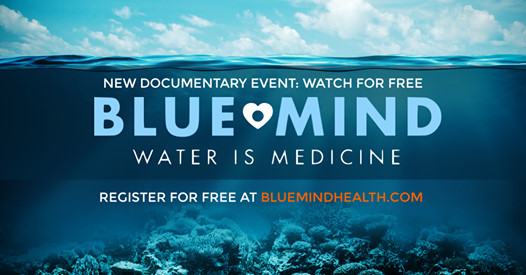 NEW DOCUMENTARY EVENT: WATCH FOR FREE
BLUE MIND
WATER IS MEDICINE
REGISTER FOR FREE AT BLUEMINDHEALTH.COM